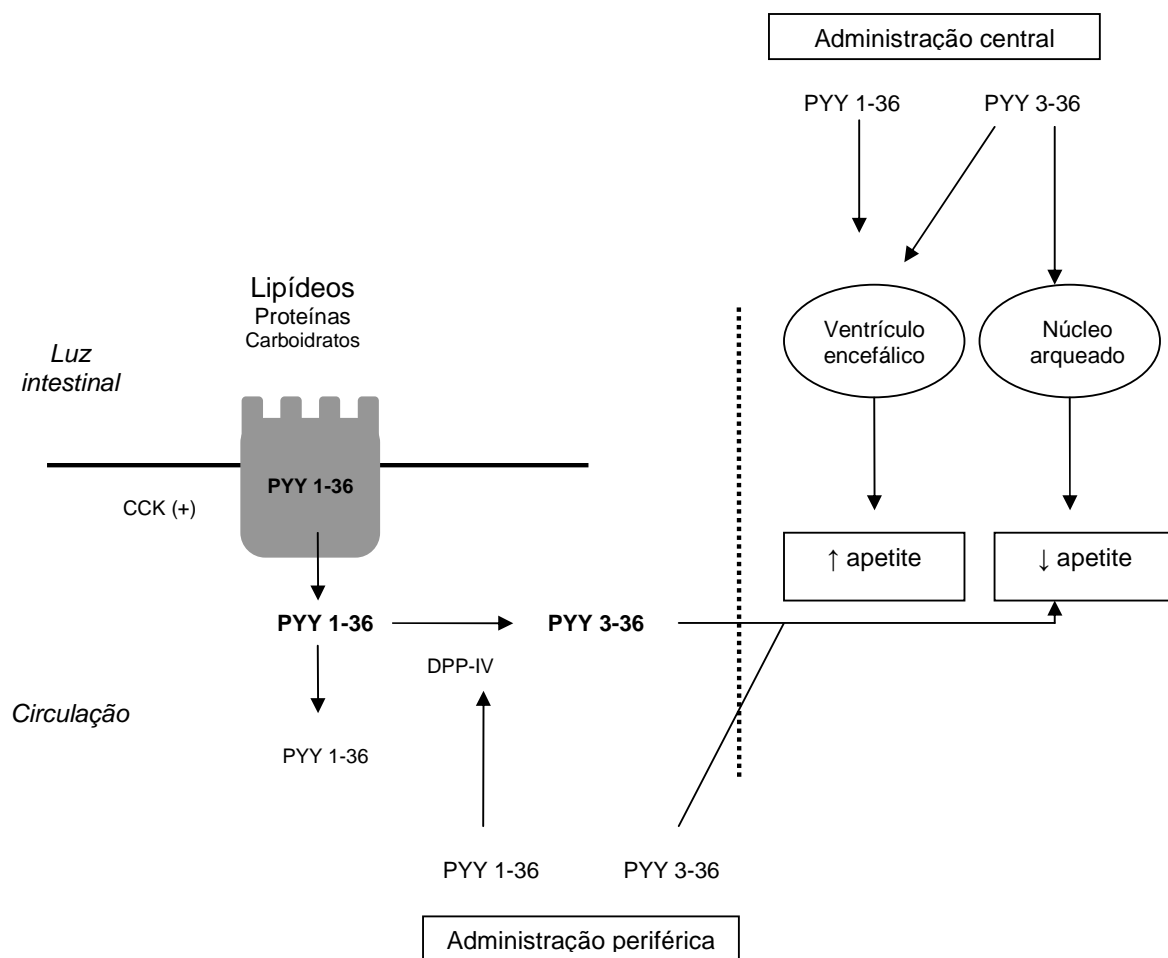 Administração central
PYY 1-36
PYY 3-36
Lipídeos
Proteínas
Carboidratos
Luz
intestinal
Ventrículo
encefálico
Núcleo
arqueado
PYY 1-36
CCK (+)
↑ apetite
↓ apetite
PYY 1-36
PYY 3-36
DPP-IV
Circulação
PYY 1-36
PYY 1-36
PYY 3-36
Administração periférica